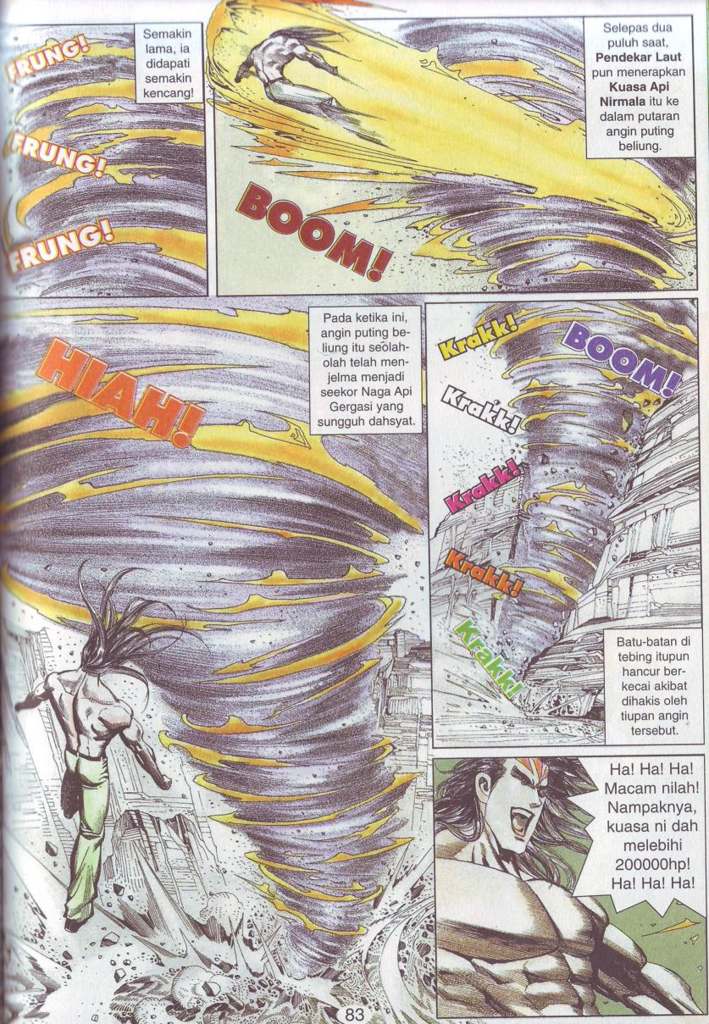 Semakin
lama, ia
didapati
semakin
kencang!
FRUNG!
FRUNG!
FRUNG!
Selepas dua
puluh saat,
Pendekar Laut
pun menerapkan
Kuasa Api
Nirmala itu ke
dalam putaran
angin puting
beliung.
BOOM!
Pada ketika ini,
angin puting be-
liung itu seolah-
olah telah men-
jelma menjadi
seekor Naga Api
Gergasi yang
sungguh dahsyat.
HIAH!
Krakk!
BOOM!
Krakk!
Krakk!
Krakk!
Krakk!
Batu-batan di
tebing itupun
hancur ber-
kecai akibat
dihakis oleh
tiupan angin
tersebut.
Ha! Ha! Ha!
Macam nilah!
Nampaknya,
kuasa ni dah
melebihi
200000hp!
Ha! Ha! Ha!
83